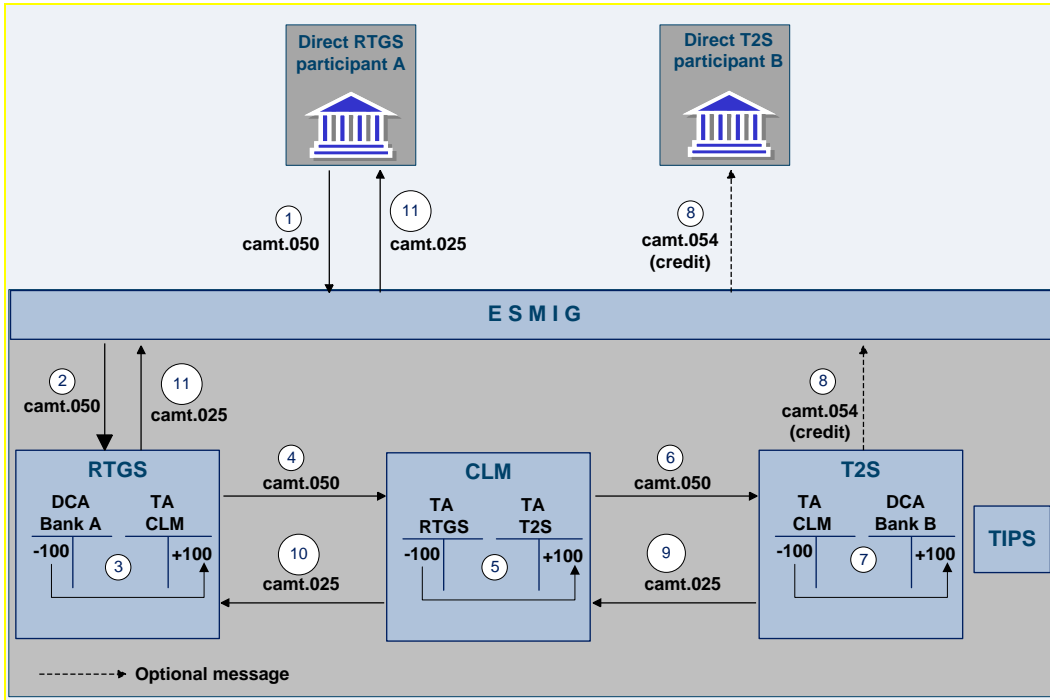 Direct RTGS
participant A
Direct T2S
participant B
1
camt.050
11
camt.025
8
camt.054
(credit)
E S M I G
2
camt.050
11
camt.025
8
camt.054
(credit)
RTGS
DCA
Bank A
TA
CLM
-100
+100
3
4
camt.050
10
camt.025
CLM
TA
RTGS
TA
T2S
-100
+100
5
6
camt.050
9
camt.025
T2S
TA
CLM
DCA
Bank B
-100
+100
7
TIPS
Optional message